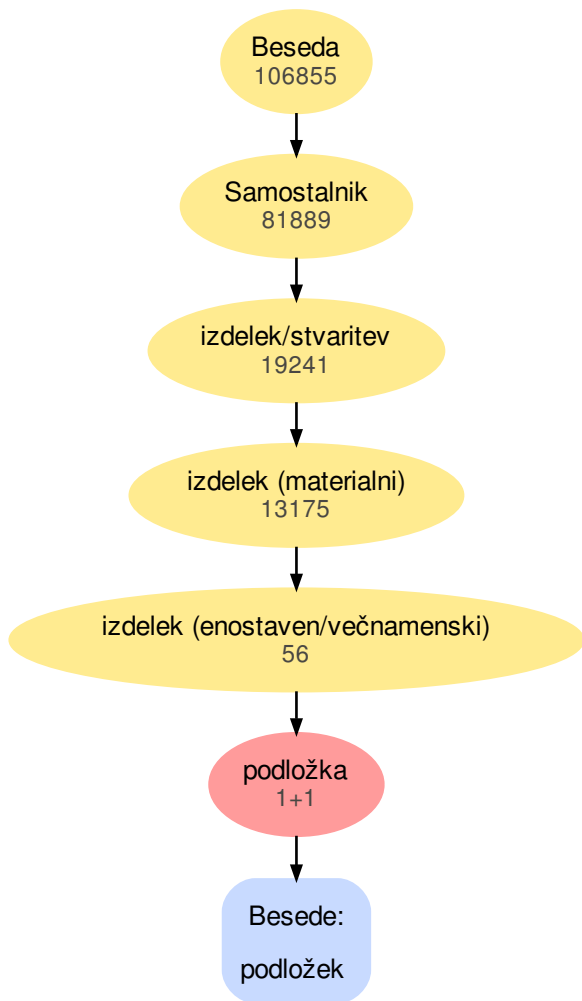 Beseda
106855
Samostalnik
81889
izdelek/stvaritev
19241
izdelek (materialni)
13175
izdelek (enostaven/večnamenski)
56
podložka
1+1
Besede:
podložek